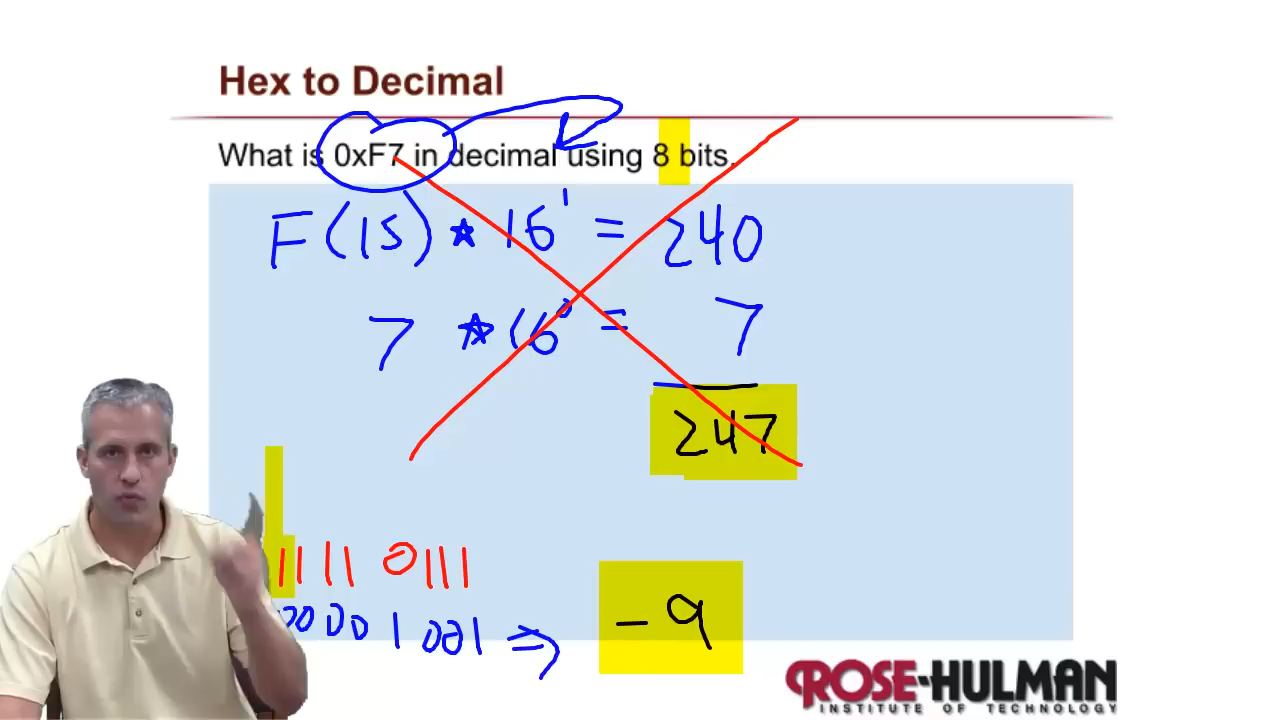 Hex to Decimal
What is 0xF7 in decimal using 8 bits.
F(15) * 16¹ = 240
7 * 16⁰ = 7
247
1111 0111
0000 1001 ⇒ -9
ROSE-HULMAN
INSTITUTE OF TECHNOLOGY